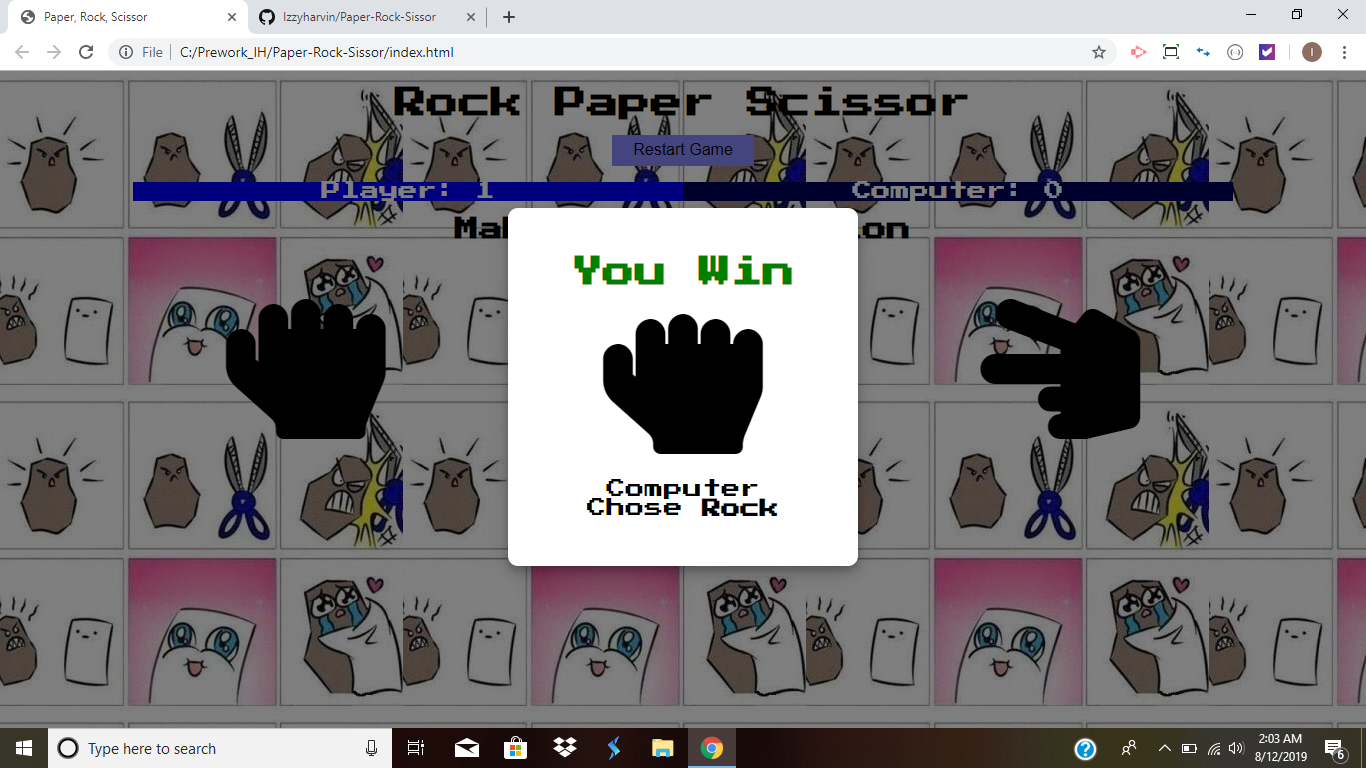 Paper, Rock, Scissor
Izzyharvin/Paper-Rock-Sissor
File
C:/Prework_IH/Paper-Rock-Sissor/index.html
I
Rock Paper Scissor
Restart Game
Player: 1
Computer: 0
You Win
Computer
Chose Rock
Type here to search
2:03 AM
8/12/2019
6